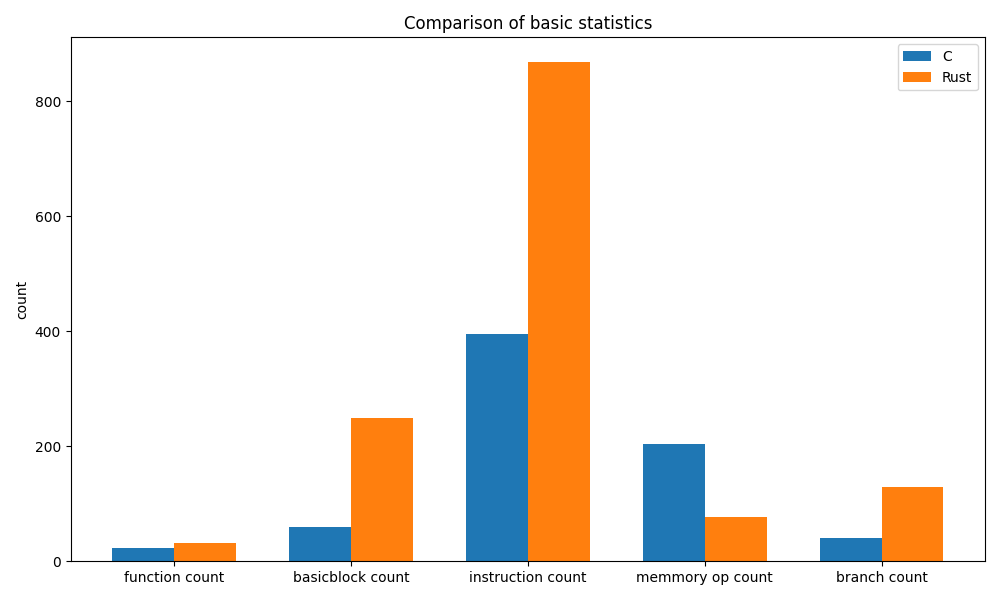 Comparison of basic statistics
C
Rust
count
800
600
400
200
0
function count
basicblock count
instruction count
memmory op count
branch count